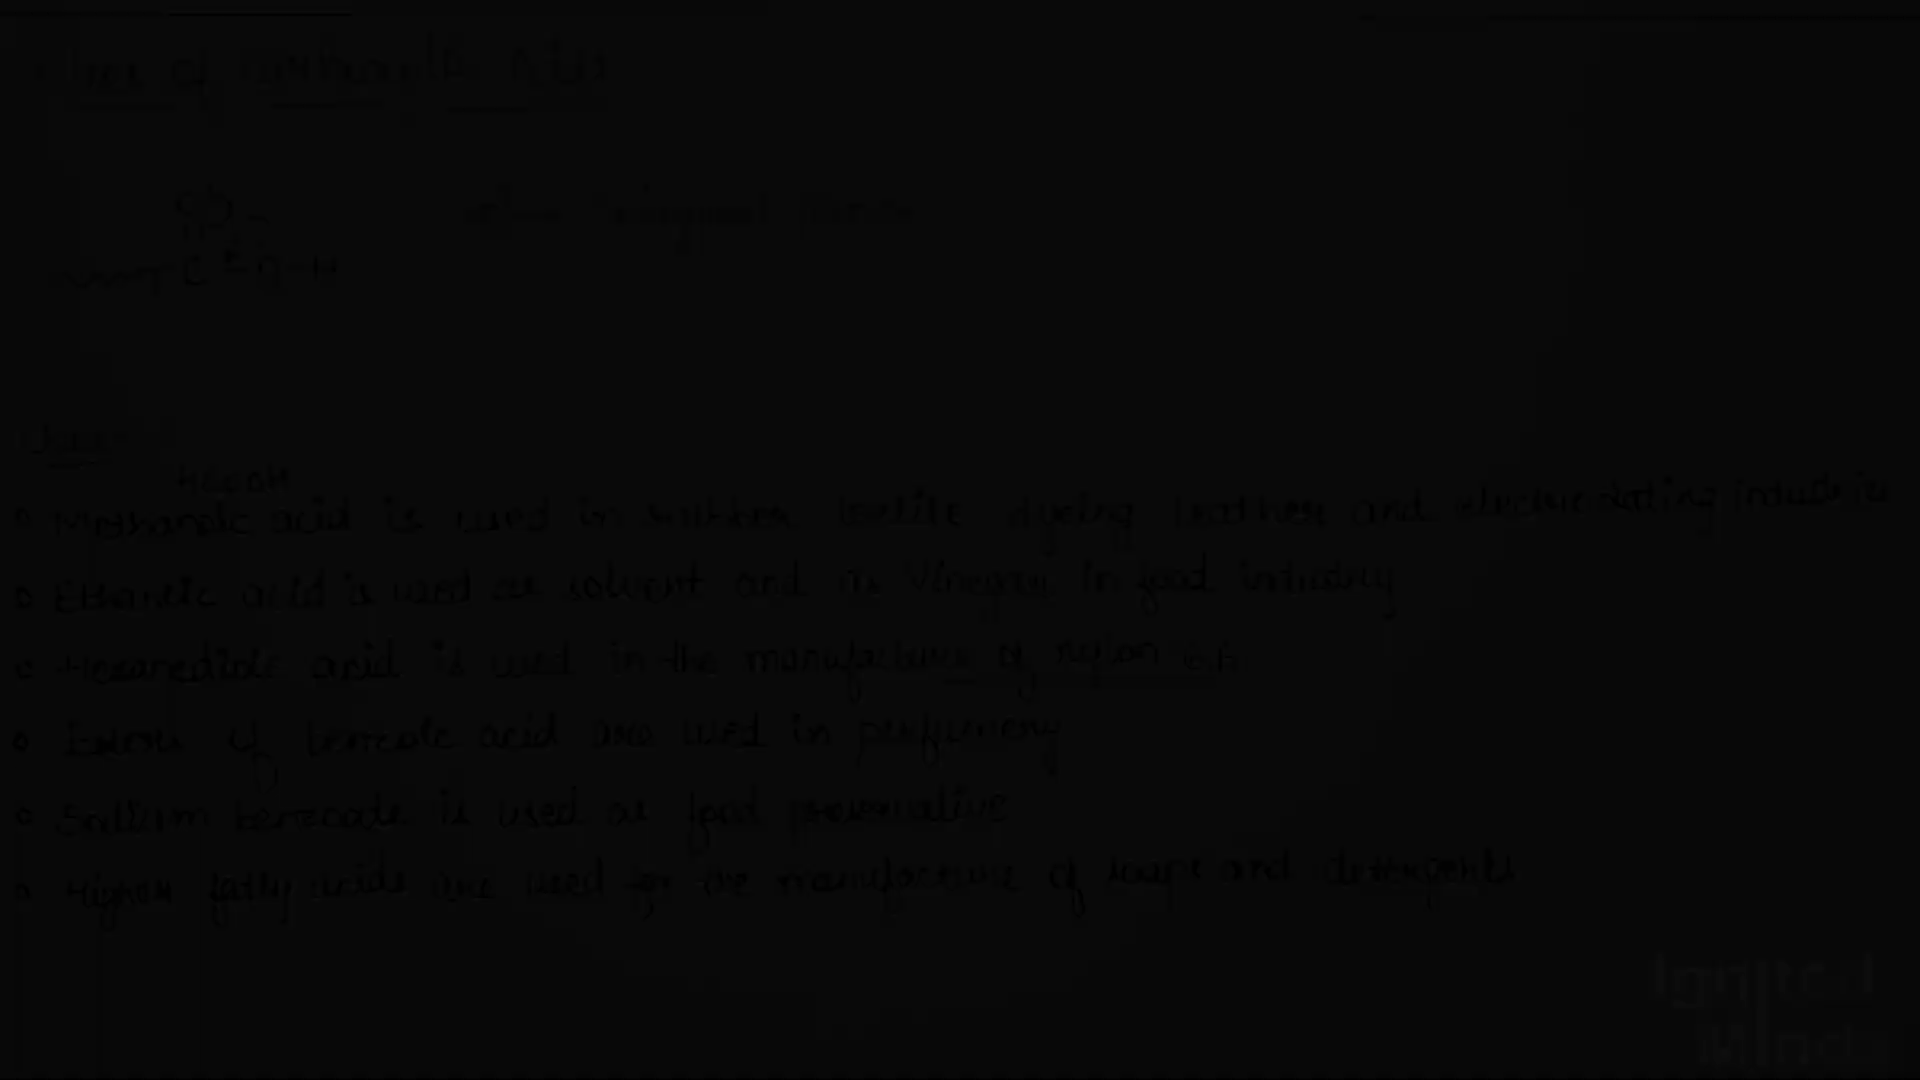 Uses of Carboxylic Acids
C O-H
Uses
HCOOH
Methanoic acid is used in rubber textile dyeing leather and electroplating industries
Ethanoic acid is used as solvent and as Vinegar in food industry
Hexanedioic acid is used in the manufacture of nylon 6,6
Esters of benzoic acid are used in perfumery
Sodium benzoate is used as food preservative
Higher fatty acids are used for the manufacture of soaps and detergents
Ignited
Minds